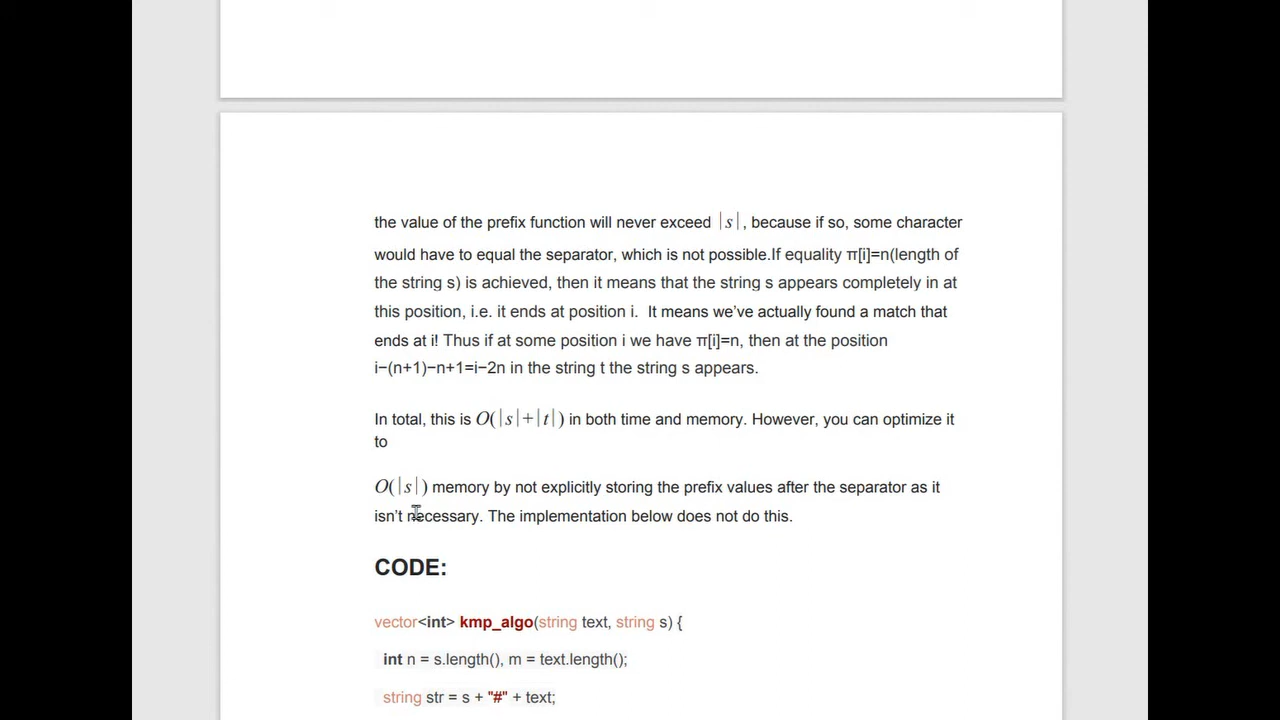 the value of the prefix function will never exceed |s|, because if so, some character
would have to equal the separator, which is not possible.If equality π[i]=n(length of
the string s) is achieved, then it means that the string s appears completely in at
this position, i.e. it ends at position i.  It means we’ve actually found a match that
ends at i! Thus if at some position i we have π[i]=n, then at the position
i−(n+1)−n+1=i−2n in the string t the string s appears.
In total, this is O(|s|+|t|) in both time and memory. However, you can optimize it
to
O(|s|) memory by not explicitly storing the prefix values after the separator as it
isn’t necessary. The implementation below does not do this.
CODE:
vector<int> kmp_algo(string text, string s) {
int n = s.length(), m = text.length();
string str = s + "#" + text;